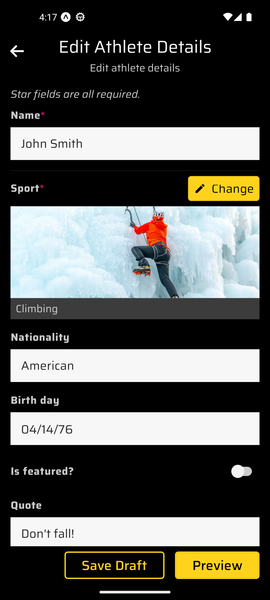 4:17
Edit Athlete Details
Edit athlete details
Star fields are all required.
Name*
John Smith
Sport*
Change
Climbing
Nationality
American
Birth day
04/14/76
Is featured?
Quote
Don't fall!
Save Draft
Preview